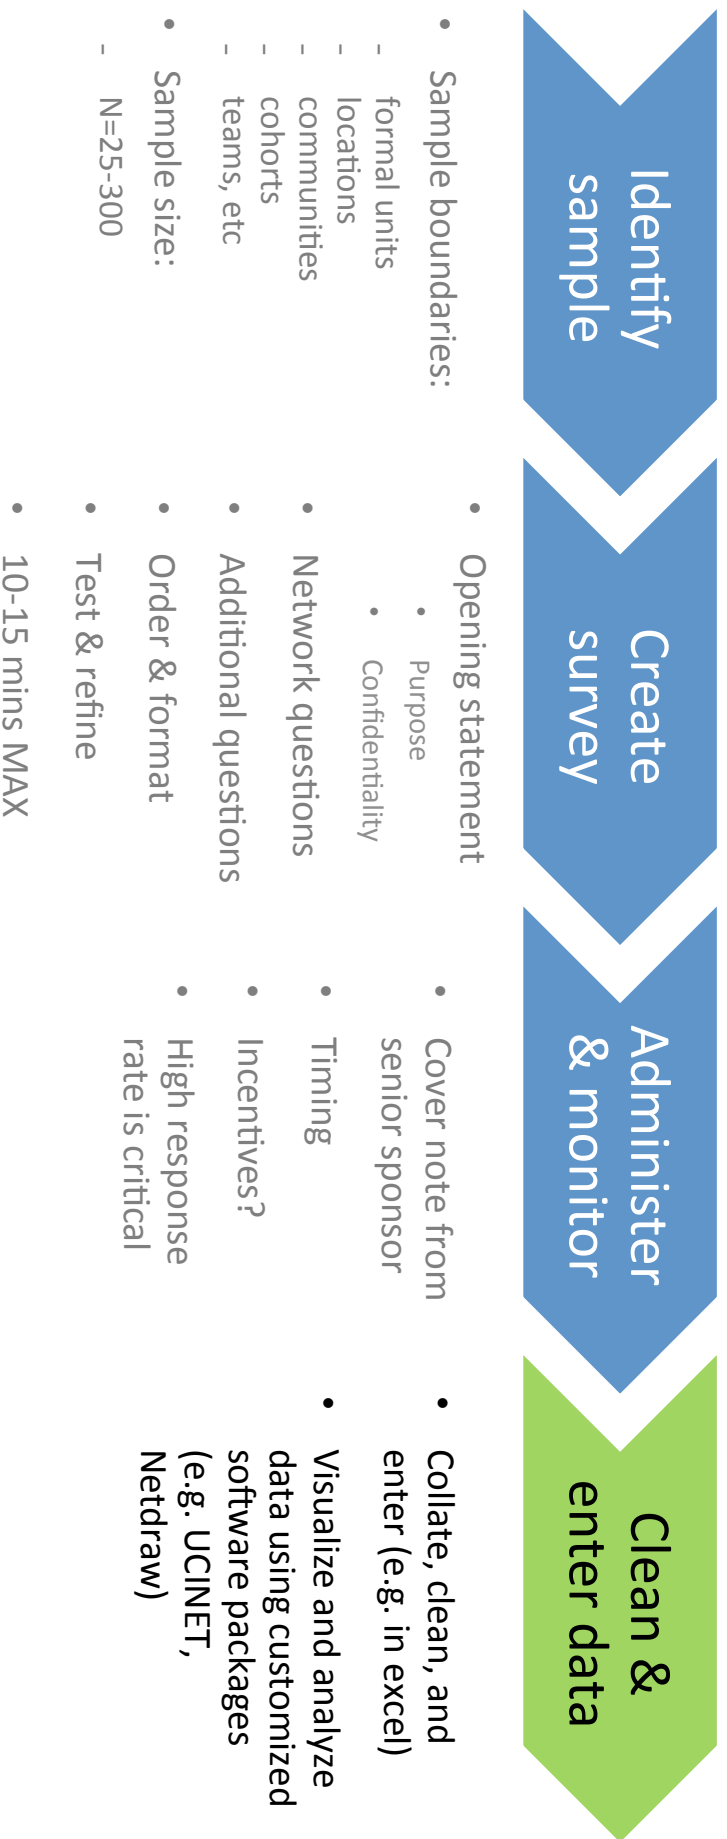 Identify
sample
• Sample boundaries:
- formal units
- locations
- communities
- cohorts
- teams, etc
• Sample size:
- N=25-300
Create
survey
• Opening statement
• Purpose
• Confidentiality
• Network questions
• Additional questions
• Order & format
• Test & refine
• 10-15 mins MAX
Administer
& monitor
• Cover note from
senior sponsor
• Timing
• Incentives?
• High response
rate is critical
Clean &
enter data
• Collate, clean, and
enter (e.g. in excel)
• Visualize and analyze
data using customized
software packages
(e.g. UCINET,
Netdraw)